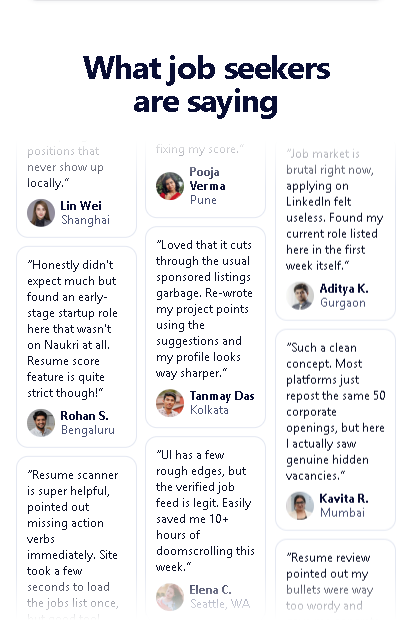 What job seekers
are saying
positions that
never show up
locally.”
Lin Wei
Shanghai
“Honestly didn't
expect much but
found an early-
stage startup role
here that wasn't
on Naukri at all.
Resume score
feature is quite
strict though!”
Rohan S.
Bengaluru
“Resume scanner
is super helpful,
pointed out
missing action
verbs
immediately. Site
took a few
seconds to load
the jobs list once,
fixing my score.”
Pooja
Verma
Pune
“Loved that it cuts
through the usual
sponsored listings
garbage. Re-wrote
my project points
using the
suggestions and
my profile looks
way sharper.”
Tanmay Das
Kolkata
“UI has a few
rough edges, but
the verified job
feed is legit. Easily
saved me 10+
hours of
doomscrolling this
week.”
Elena C.
Seattle, WA
“Job market is
brutal right now,
applying on
LinkedIn felt
useless. Found my
current role listed
here in the first
week itself.”
Aditya K.
Gurgaon
“Such a clean
concept. Most
platforms just
repost the same 50
corporate
openings, but here
I actually saw
genuine hidden
vacancies.”
Kavita R.
Mumbai
“Resume review
pointed out my
bullets were way
too wordy and